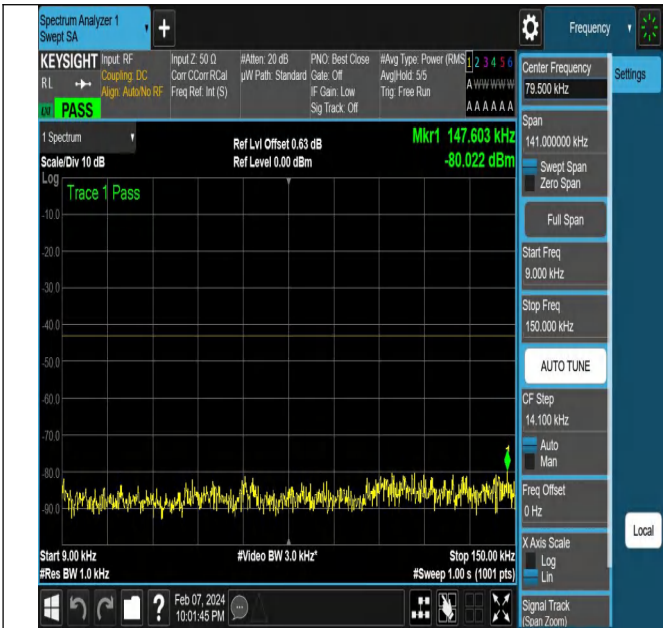 Spectrum Analyzer 1
Swept SA
Frequency
KEYSIGHT
RL
PASS
Input: RF
Coupling: DC
Align: Auto/No RF
Input Z: 50 Ω
Corr CCorr RCal
Freq Ref: Int (S)
#Atten: 20 dB
µW Path: Standard
PNO: Best Close
Gate: Off
IF Gain: Low
Sig Track: Off
#Avg Type: Power (RMS
Avg|Hold: 5/5
Trig: Free Run
1 2 3 4 5 6
A W W W W W
A A A A A A
1 Spectrum
Scale/Div 10 dB
Ref Lvl Offset 0.63 dB
Ref Level 0.00 dBm
Mkr1 147.603 kHz
-80.022 dBm
Log
Trace 1 Pass
-10.0
-20.0
-30.0
-40.0
-50.0
-60.0
-70.0
-80.0
-90.0
1
Start 9.00 kHz
#Res BW 1.0 kHz
#Video BW 3.0 kHz*
Stop 150.00 kHz
#Sweep 1.00 s (1001 pts)
Feb 07, 2024
10:01:45 PM
Center Frequency
79.500 kHz
Settings
Span
141.000000 kHz
Swept Span
Zero Span
Full Span
Start Freq
9.000 kHz
Stop Freq
150.000 kHz
AUTO TUNE
CF Step
14.100 kHz
Auto
Man
Freq Offset
0 Hz
Local
X Axis Scale
Log
Lin
Signal Track
(Span Zoom)